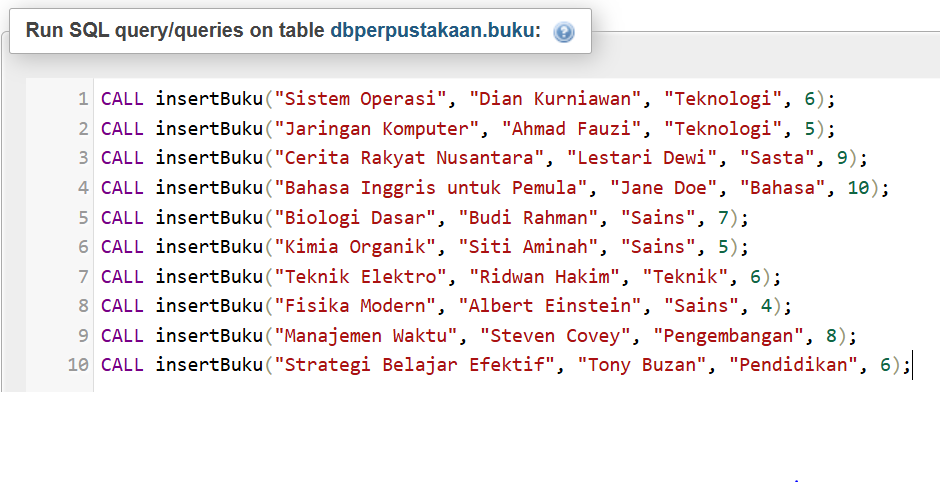 Run SQL query/queries on table dbperpustakaan.buku:
1 CALL insertBuku("Sistem Operasi", "Dian Kurniawan", "Teknologi", 6);
2 CALL insertBuku("Jaringan Komputer", "Ahmad Fauzi", "Teknologi", 5);
3 CALL insertBuku("Cerita Rakyat Nusantara", "Lestari Dewi", "Sasta", 9);
4 CALL insertBuku("Bahasa Inggris untuk Pemula", "Jane Doe", "Bahasa", 10);
5 CALL insertBuku("Biologi Dasar", "Budi Rahman", "Sains", 7);
6 CALL insertBuku("Kimia Organik", "Siti Aminah", "Sains", 5);
7 CALL insertBuku("Teknik Elektro", "Ridwan Hakim", "Teknik", 6);
8 CALL insertBuku("Fisika Modern", "Albert Einstein", "Sains", 4);
9 CALL insertBuku("Manajemen Waktu", "Steven Covey", "Pengembangan", 8);
10 CALL insertBuku("Strategi Belajar Efektif", "Tony Buzan", "Pendidikan", 6);